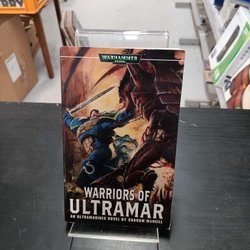 WARHAMMER
40,000
WARRIORS OF
ULTRAMAR
AN ULTRAMARINES NOVEL BY GRAHAM MCNEILL